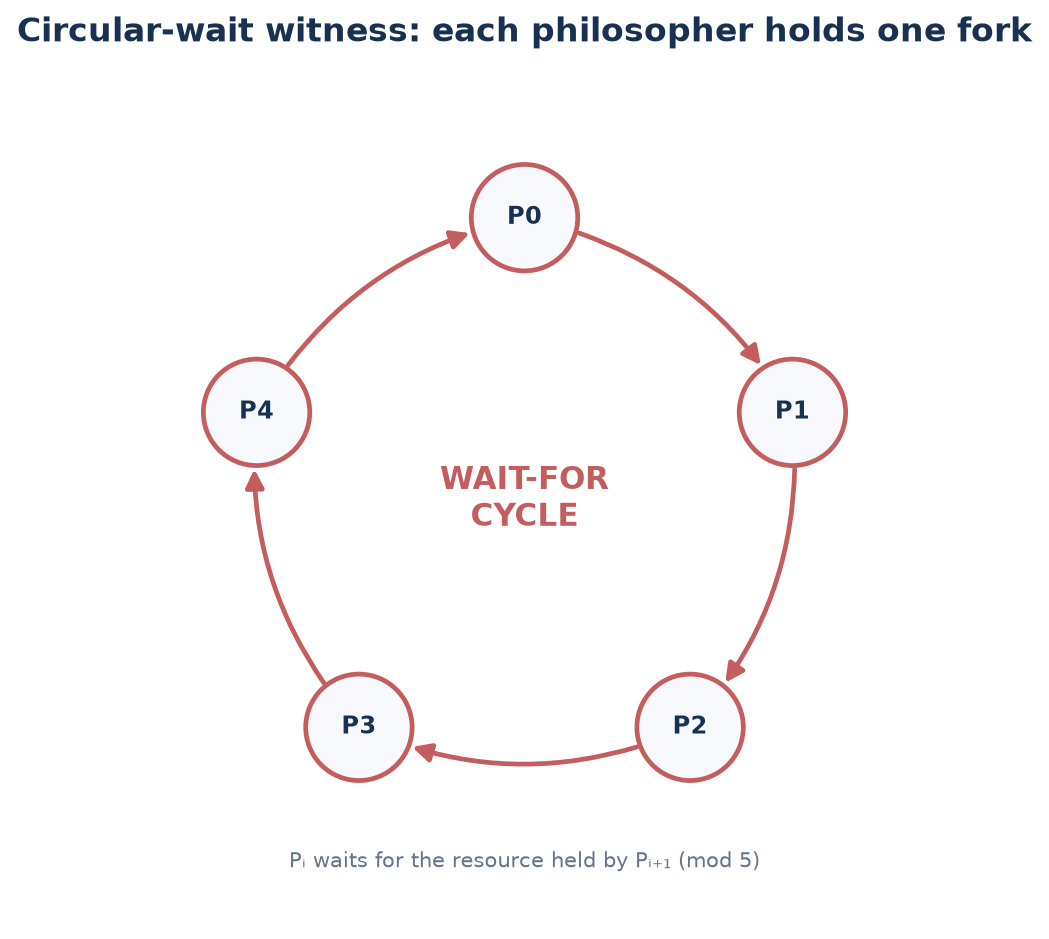 Circular-wait witness: each philosopher holds one fork
P0
P4
P1
WAIT-FOR
CYCLE
P3
P2
Pᵢ waits for the resource held by Pᵢ₊₁ (mod 5)